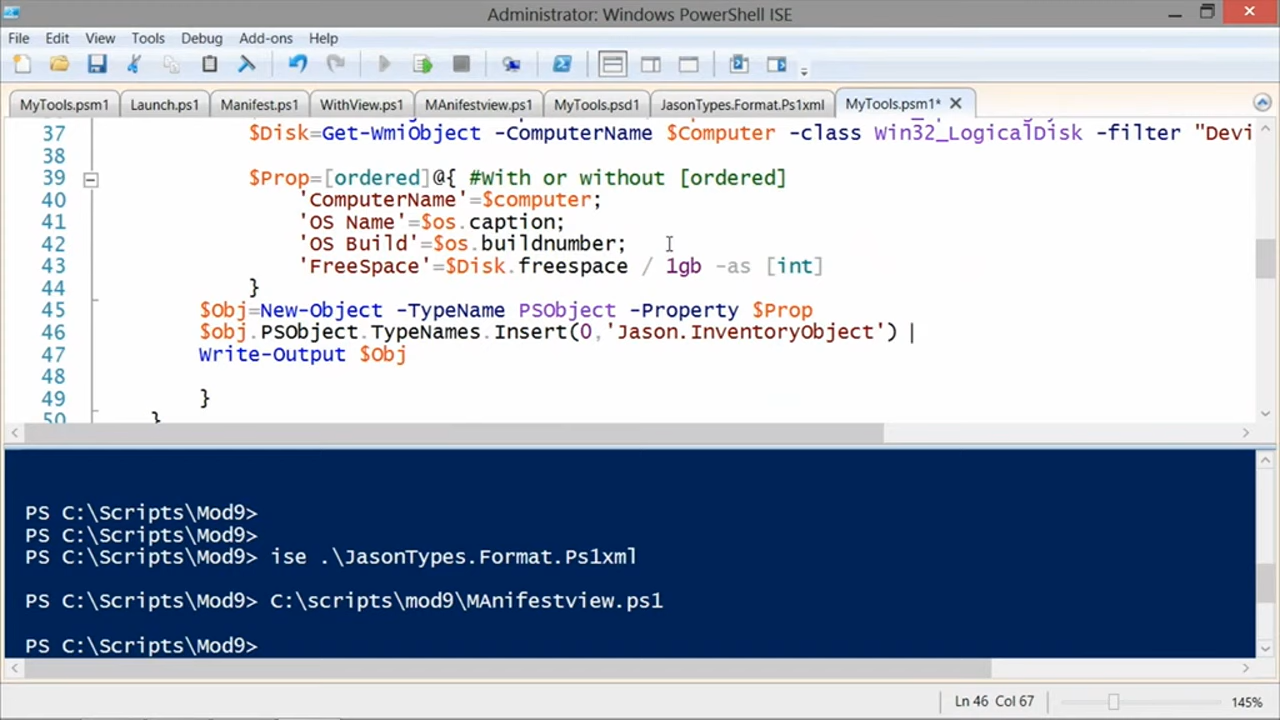 Administrator: Windows PowerShell ISE
File Edit View Tools Debug Add-ons Help
MyTools.psm1 Launch.ps1 Manifest.ps1 WithView.ps1 MAnifestview.ps1 MyTools.psd1 JasonTypes.Format.Ps1xml MyTools.psm1*
37 $Disk=Get-WmiObject -ComputerName $Computer -class Win32_LogicalDisk -filter "Devi
38
39 $Prop=[ordered]@{ #With or without [ordered]
40 'ComputerName'=$computer;
41 'OS Name'=$os.caption;
42 'OS Build'=$os.buildnumber;
43 'FreeSpace'=$Disk.freespace / 1gb -as [int]
44 }
45 $Obj=New-Object -TypeName PSObject -Property $Prop
46 $obj.PSObject.TypeNames.Insert(0,'Jason.InventoryObject')
47 Write-Output $Obj
48
49 }
50 }
PS C:\Scripts\Mod9>
PS C:\Scripts\Mod9>
PS C:\Scripts\Mod9> ise .\JasonTypes.Format.Ps1xml
PS C:\Scripts\Mod9> C:\scripts\mod9\MAnifestview.ps1
PS C:\Scripts\Mod9>
Ln 46 Col 67 145%